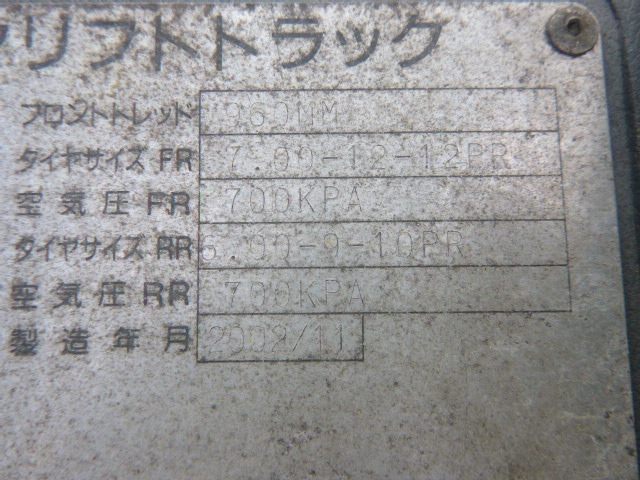 リフトトラック
フロントトレッド 960MM
タイヤサイズ FR 7.00-12-12PR
空気圧 FR 700KPA
タイヤサイズ RR 6.00-9-10PR
空気圧 RR 700KPA
製造年月 2002/11